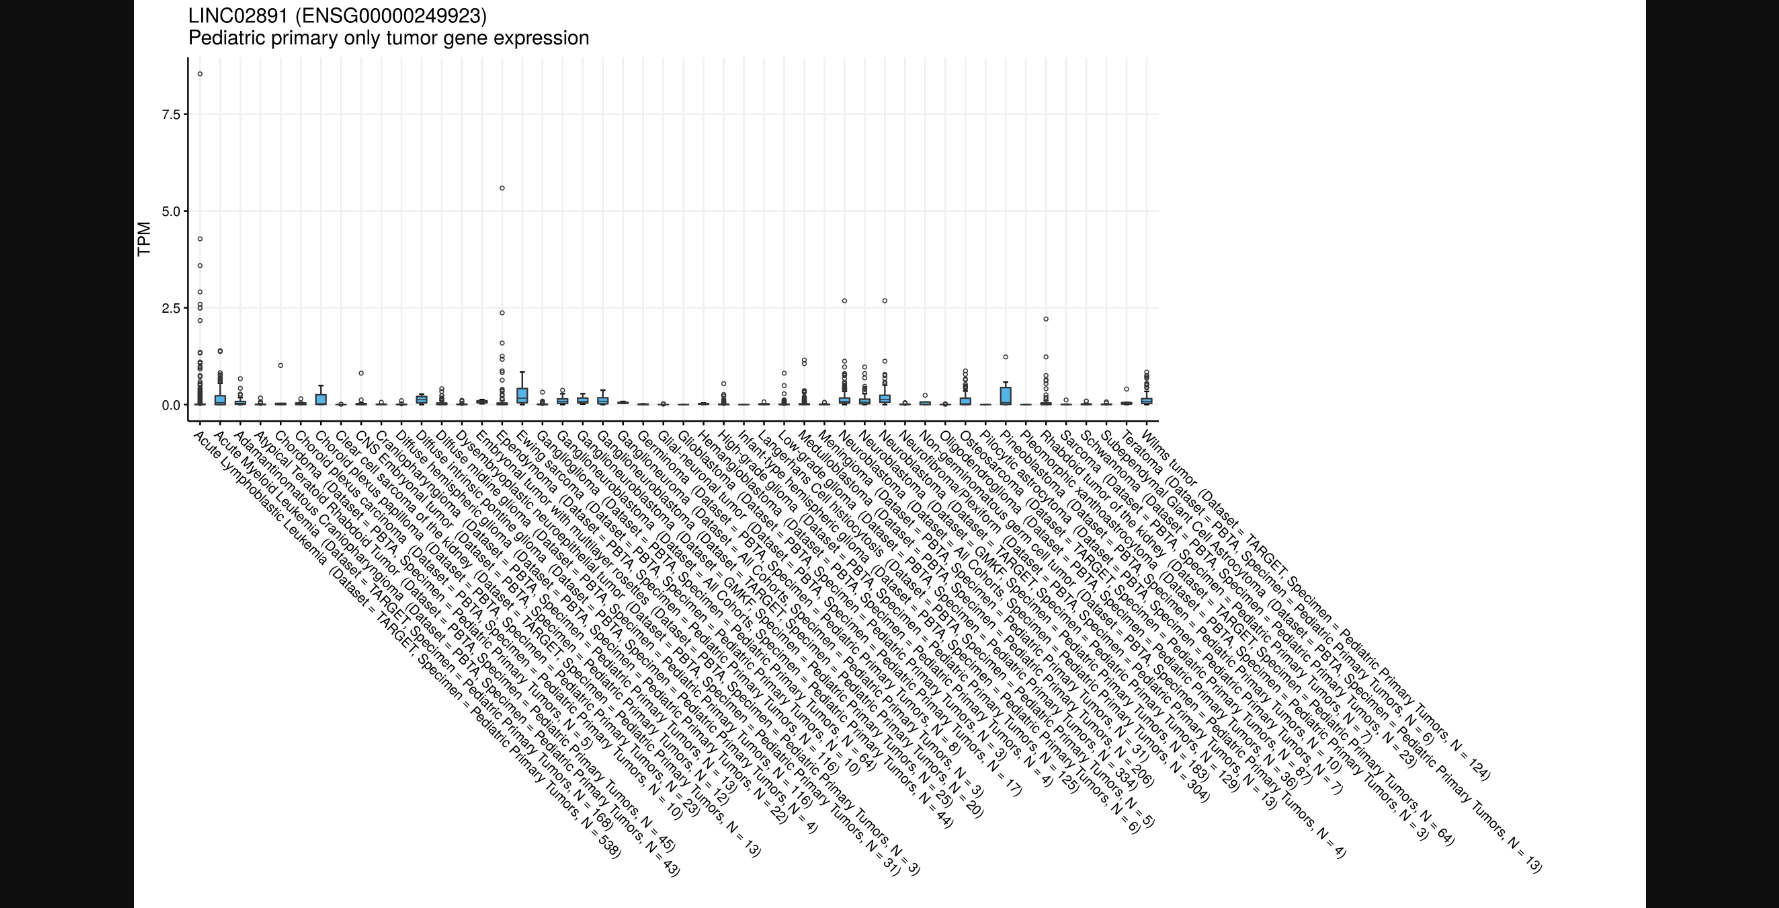 LINC02891 (ENSG00000249923)
Pediatric primary only tumor gene expression
TPM
7.5
5.0
2.5
0.0
Acute Lymphoblastic Leukemia (Dataset = TARGET, Specimen = Pediatric Primary Tumors, N = 538)
Acute Myeloid Leukemia (Dataset = TARGET, Specimen = Pediatric Primary Tumors, N = 168)
Adamantinomatous Craniopharyngioma (Dataset = PBTA, Specimen = Pediatric Primary Tumors, N = 43)
Atypical Teratoid Rhabdoid Tumor (Dataset = PBTA, Specimen = Pediatric Primary Tumors, N = 45)
Chordoma (Dataset = PBTA, Specimen = Pediatric Primary Tumors, N = 5)
Choroid plexus carcinoma (Dataset = PBTA, Specimen = Pediatric Primary Tumors, N = 10)
Choroid plexus papilloma (Dataset = PBTA, Specimen = Pediatric Primary Tumors, N = 23)
Clear cell sarcoma of the kidney (Dataset = TARGET, Specimen = Pediatric Primary Tumors, N = 13)
CNS Embryonal tumor (Dataset = PBTA, Specimen = Pediatric Primary Tumors, N = 12)
Craniopharyngioma (Dataset = PBTA, Specimen = Pediatric Primary Tumors, N = 13)
Diffuse hemispheric glioma (Dataset = PBTA, Specimen = Pediatric Primary Tumors, N = 22)
Diffuse intrinsic pontine glioma (Dataset = PBTA, Specimen = Pediatric Primary Tumors, N = 4)
Diffuse midline glioma (Dataset = PBTA, Specimen = Pediatric Primary Tumors, N = 116)
Dysembryoplastic neuroepithelial tumor (Dataset = PBTA, Specimen = Pediatric Primary Tumors, N = 31)
Embryonal tumor with multilayer rosettes (Dataset = PBTA, Specimen = Pediatric Primary Tumors, N = 3)
Ependymoma (Dataset = PBTA, Specimen = Pediatric Primary Tumors, N = 116)
Ewing sarcoma (Dataset = PBTA, Specimen = Pediatric Primary Tumors, N = 10)
Ganglioglioma (Dataset = PBTA, Specimen = Pediatric Primary Tumors, N = 64)
Ganglioneuroblastoma (Dataset = All Cohorts, Specimen = Pediatric Primary Tumors, N = 44)
Ganglioneuroblastoma (Dataset = GMKF, Specimen = Pediatric Primary Tumors, N = 25)
Ganglioneuroblastoma (Dataset = TARGET, Specimen = Pediatric Primary Tumors, N = 20)
Ganglioneuroma (Dataset = All Cohorts, Specimen = Pediatric Primary Tumors, N = 3)
Germinoma (Dataset = PBTA, Specimen = Pediatric Primary Tumors, N = 8)
Glial-neuronal tumor (Dataset = PBTA, Specimen = Pediatric Primary Tumors, N = 17)
Glioblastoma (Dataset = PBTA, Specimen = Pediatric Primary Tumors, N = 3)
Hemangioblastoma (Dataset = PBTA, Specimen = Pediatric Primary Tumors, N = 4)
High-grade glioma (Dataset = PBTA, Specimen = Pediatric Primary Tumors, N = 125)
Infant-type hemispheric glioma (Dataset = PBTA, Specimen = Pediatric Primary Tumors, N = 6)
Langerhans Cell histiocytosis (Dataset = PBTA, Specimen = Pediatric Primary Tumors, N = 5)
Low-grade glioma (Dataset = PBTA, Specimen = Pediatric Primary Tumors, N = 334)
Medulloblastoma (Dataset = PBTA, Specimen = Pediatric Primary Tumors, N = 206)
Meningioma (Dataset = PBTA, Specimen = Pediatric Primary Tumors, N = 31)
Neuroblastoma (Dataset = All Cohorts, Specimen = Pediatric Primary Tumors, N = 304)
Neuroblastoma (Dataset = GMKF, Specimen = Pediatric Primary Tumors, N = 183)
Neuroblastoma (Dataset = TARGET, Specimen = Pediatric Primary Tumors, N = 129)
Neurofibroma/Plexiform (Dataset = PBTA, Specimen = Pediatric Primary Tumors, N = 13)
Non-germinomatous germ cell tumor (Dataset = PBTA, Specimen = Pediatric Primary Tumors, N = 4)
Oligodendroglioma (Dataset = PBTA, Specimen = Pediatric Primary Tumors, N = 36)
Osteosarcoma (Dataset = TARGET, Specimen = Pediatric Primary Tumors, N = 87)
Pilocytic astrocytoma (Dataset = PBTA, Specimen = Pediatric Primary Tumors, N = 7)
Pineoblastoma (Dataset = PBTA, Specimen = Pediatric Primary Tumors, N = 10)
Pleomorphic xanthoastrocytoma (Dataset = PBTA, Specimen = Pediatric Primary Tumors, N = 3)
Rhabdoid tumor of the kidney (Dataset = TARGET, Specimen = Pediatric Primary Tumors, N = 64)
Sarcoma (Dataset = PBTA, Specimen = Pediatric Primary Tumors, N = 7)
Schwannoma (Dataset = PBTA, Specimen = Pediatric Primary Tumors, N = 23)
Subependymal Giant Cell Astrocytoma (Dataset = PBTA, Specimen = Pediatric Primary Tumors, N = 13)
Teratoma (Dataset = PBTA, Specimen = Pediatric Primary Tumors, N = 6)
Wilms tumor (Dataset = TARGET, Specimen = Pediatric Primary Tumors, N = 124)